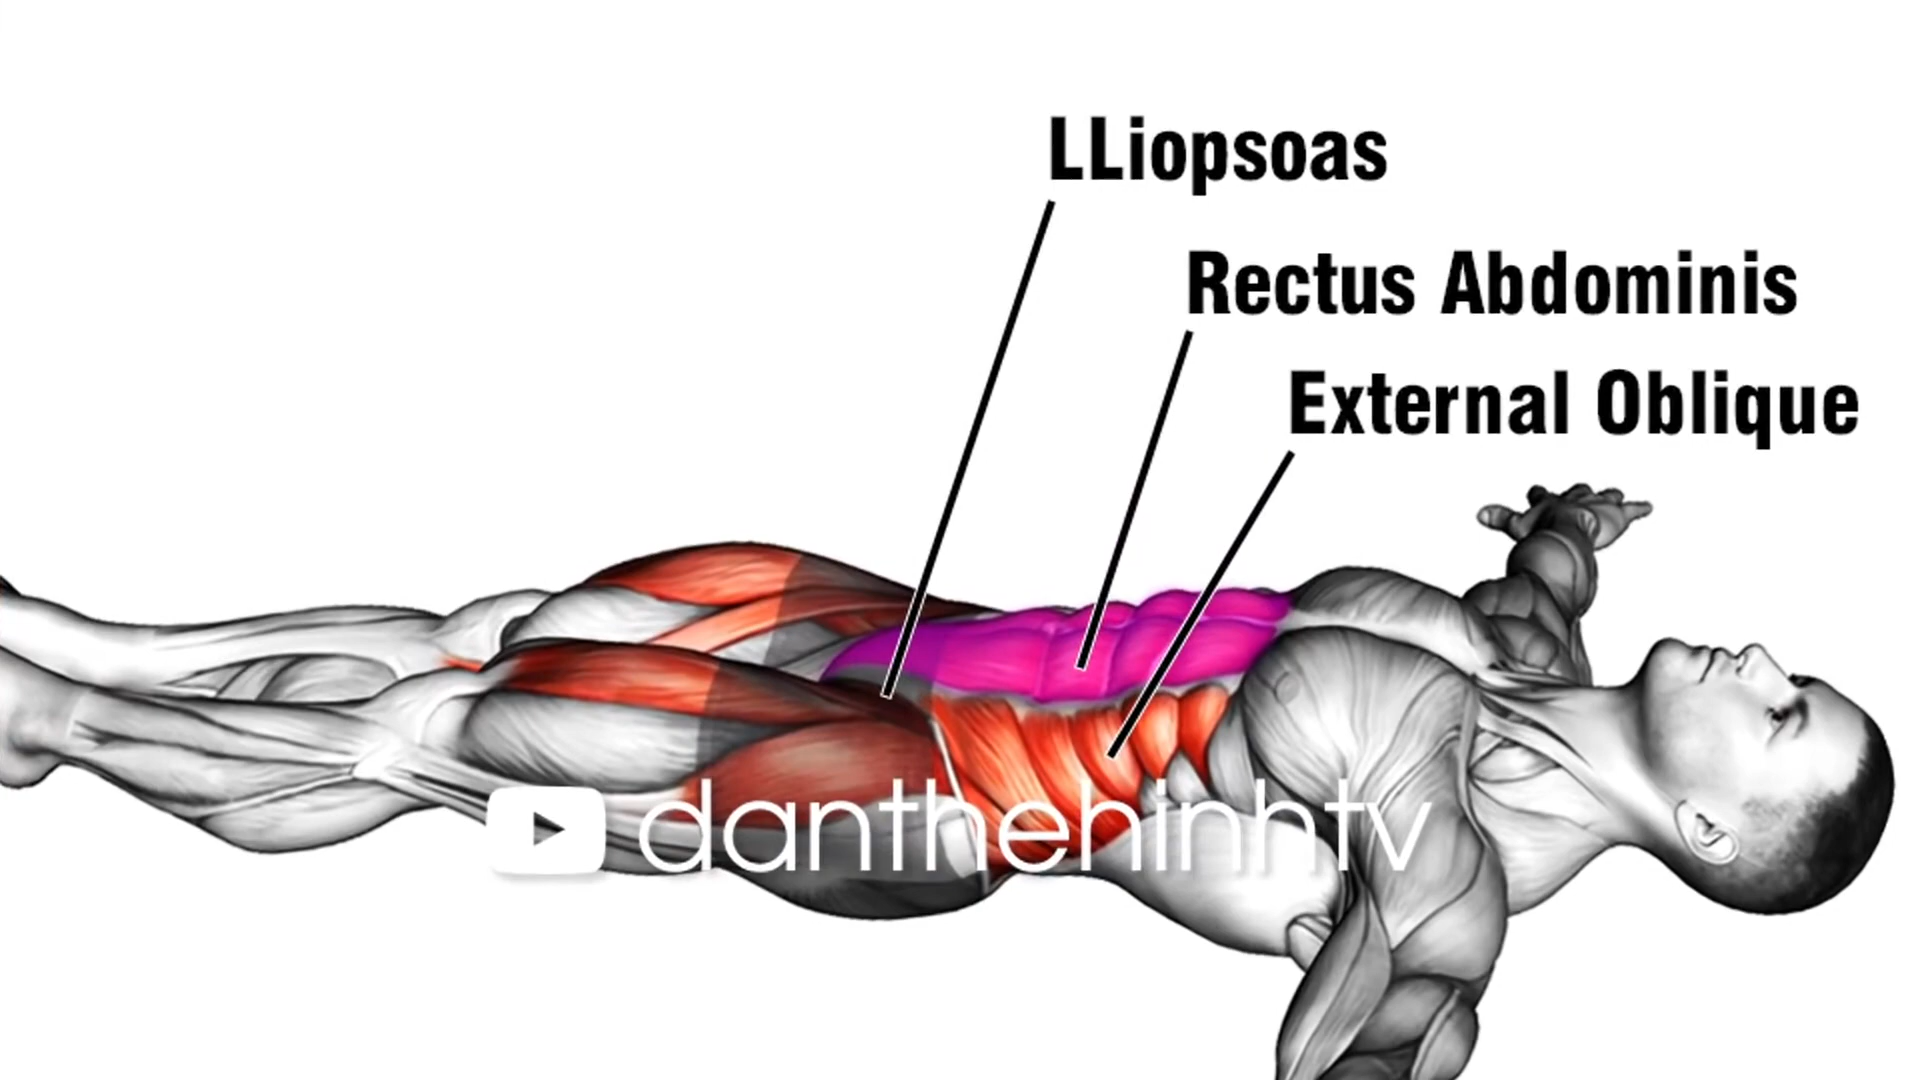 LLiopsoas
Rectus Abdominis
External Oblique
danthehinhtv